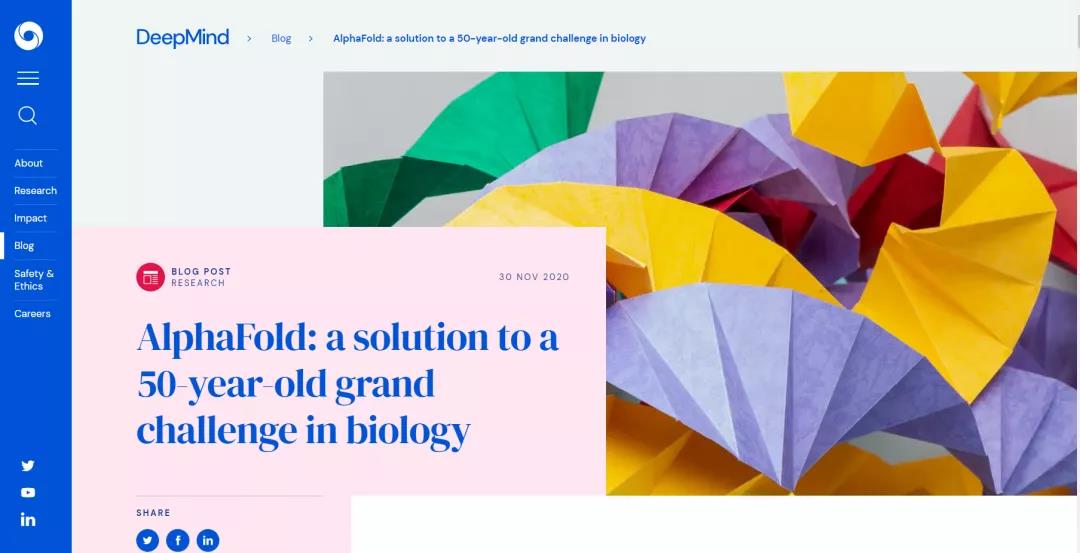 DeepMind > Blog > AlphaFold: a solution to a 50-year-old grand challenge in biology
About
Research
Impact
Blog
Safety &
Ethics
Careers
BLOG POST
RESEARCH
30 NOV 2020
AlphaFold: a solution to a
50-year-old grand
challenge in biology
SHARE